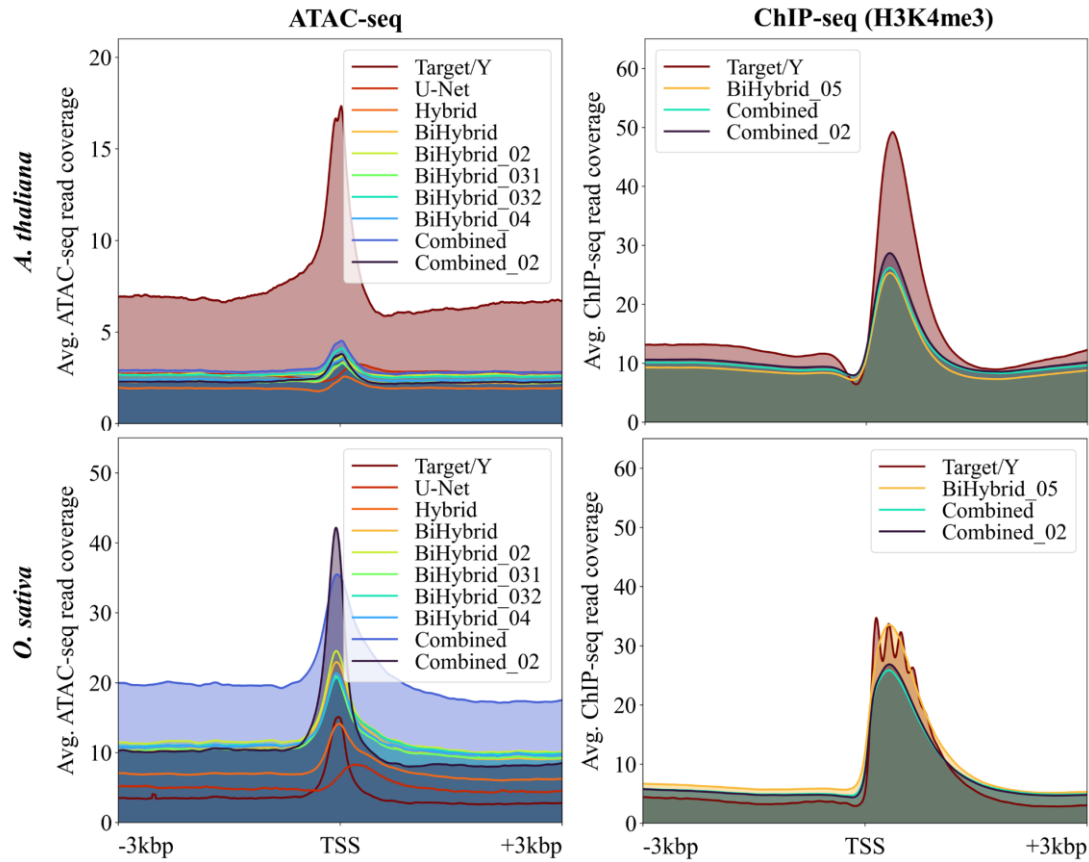 ATAC-seq
ChIP-seq (H3K4me3)
A. thaliana
Avg. ATAC-seq read coverage
20
15
10
5
0
Target/Y
U-Net
Hybrid
BiHybrid
BiHybrid_02
BiHybrid_031
BiHybrid_032
BiHybrid_04
Combined
Combined_02
Avg. ChIP-seq read coverage
60
50
40
30
20
10
0
Target/Y
BiHybrid_05
Combined
Combined_02
O. sativa
Avg. ATAC-seq read coverage
50
40
30
20
10
0
Target/Y
U-Net
Hybrid
BiHybrid
BiHybrid_02
BiHybrid_031
BiHybrid_032
BiHybrid_04
Combined
Combined_02
-3kbp
TSS
+3kbp
Avg. ChIP-seq read coverage
60
50
40
30
20
10
0
Target/Y
BiHybrid_05
Combined
Combined_02
-3kbp
TSS
+3kbp